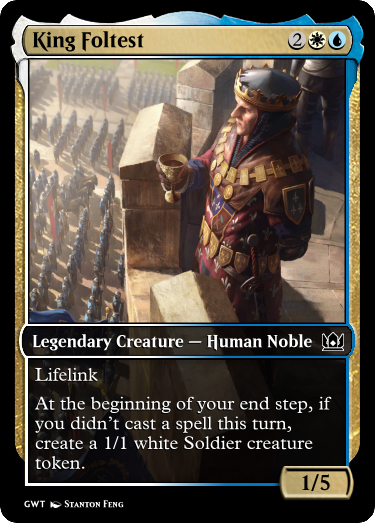 King Foltest 2
Legendary Creature — Human Noble
Lifelink
At the beginning of your end step, if
you didn't cast a spell this turn,
create a 1/1 white Soldier creature
token.
1/5
GWT Stanton Feng